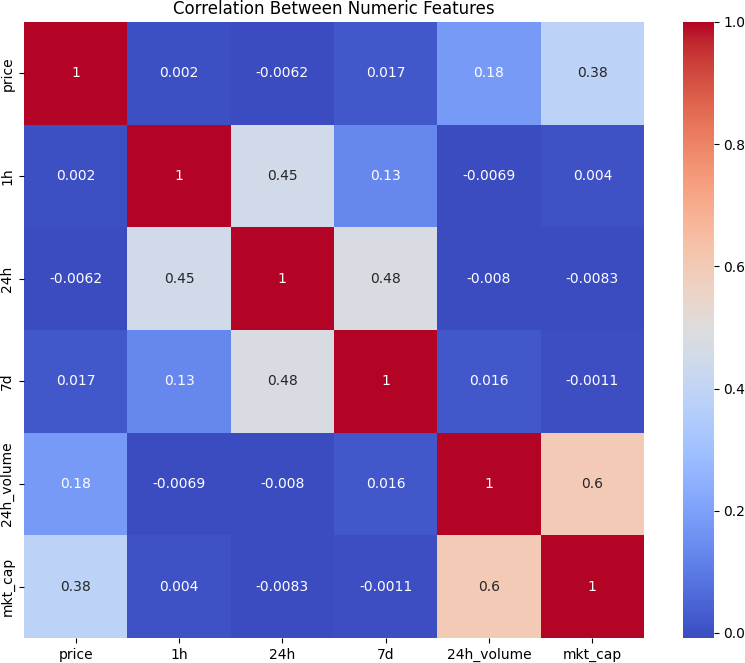 Correlation Between Numeric Features
price 1 0.002 -0.0062 0.017 0.18 0.38
1h 0.002 1 0.45 0.13 -0.0069 0.004
24h -0.0062 0.45 1 0.48 -0.008 -0.0083
7d 0.017 0.13 0.48 1 0.016 -0.0011
24h_volume 0.18 -0.0069 -0.008 0.016 1 0.6
mkt_cap 0.38 0.004 -0.0083 -0.0011 0.6 1
price 1h 24h 7d 24h_volume mkt_cap
1.0
0.8
0.6
0.4
0.2
0.0